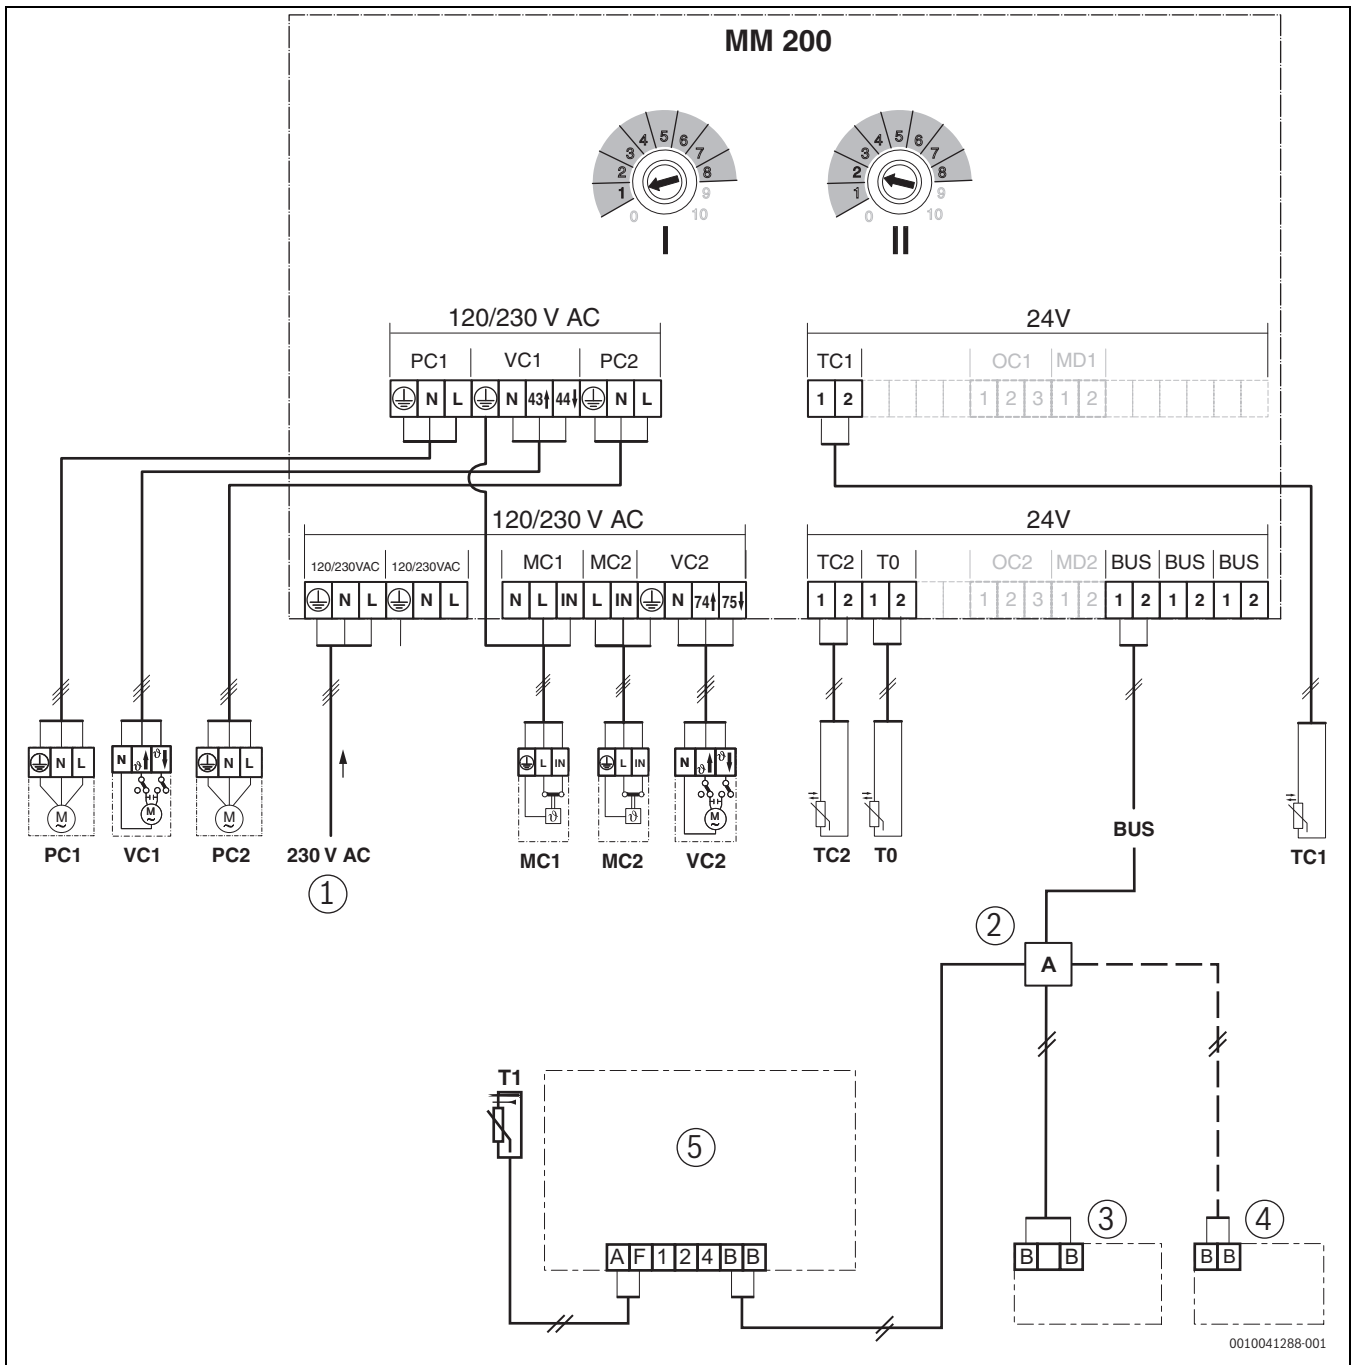 MM 200
0 1 2 3 4 5 6 7 8 9 10
0 1 2 3 4 5 6 7 8 9 10
I
II
120/230 V AC
24V
PC1 VC1 PC2
TC1 OC1 MD1
N L N 43 44 N L
1 2 1 2 3 1 2
120/230 V AC
24V
120/230VAC 120/230VAC MC1 MC2 VC2
TC2 T0 OC2 MD2 BUS BUS BUS
N L N L N L IN L IN N 74 75
1 2 1 2 1 2 3 1 2 1 2 1 2 1 2
N L
N ϑ ϑ
N L
L IN
L IN
N ϑ ϑ
ϑ
ϑ
M ~
M ~
M ~
M ~
PC1
VC1
PC2
230 V AC
MC1
MC2
VC2
TC2
T0
BUS
TC1
1
2
A
T1
5
3
4
A F 1 2 4 B B
B B
B B
0010041288-001